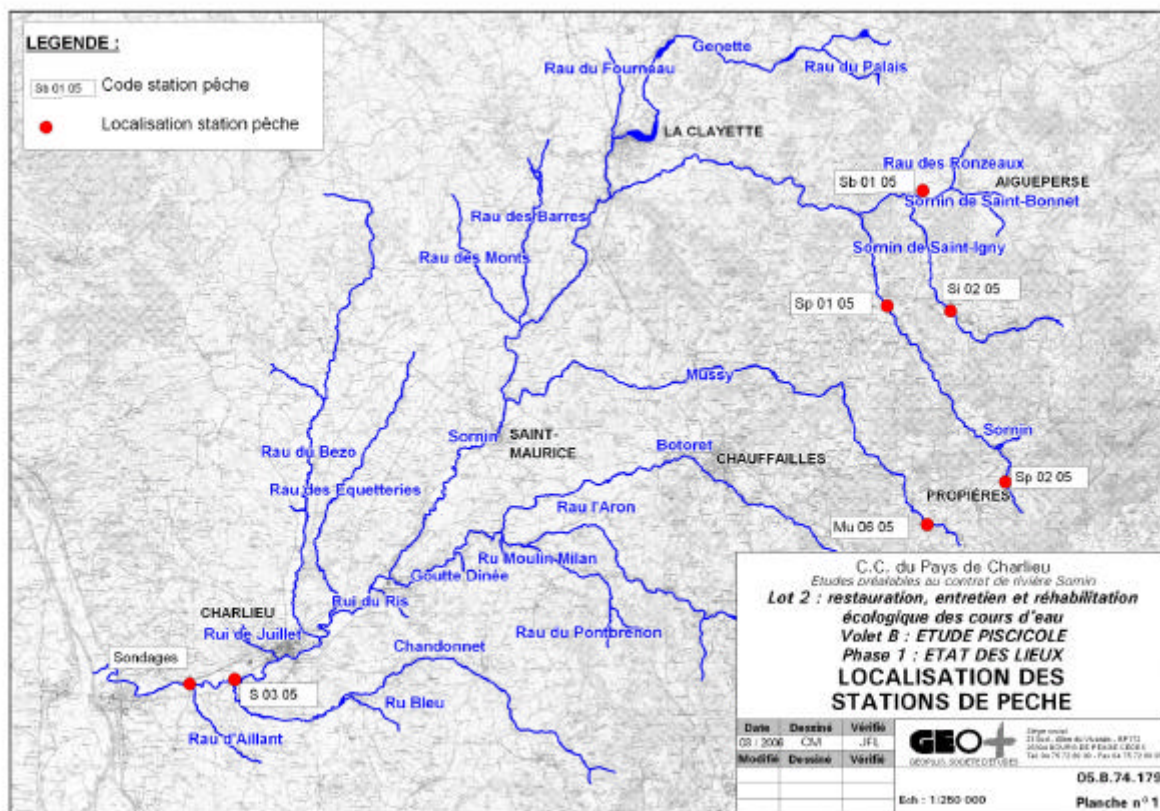 LEGENDE :
Sb 01 05 Code station pêche
Localisation station pêche
Genette
Rau du Fourneau
Rau du Palais
LA CLAYETTE
Rau des Ronzeaux
Sb 01 05
AIGUEPERSE
Sornin de Saint-Bonnet
Rau des Barres
Sornin de Saint-Igny
Rau des Monts
Sp 01 05
Si 02 05
Mussy
Sornin
SAINT-
MAURICE
Sornin
Botoret
CHAUFFAILLES
Rau du Bezo
Sp 02 05
Rau des Equetteries
PROPIÈRES
Rau l'Aron
Mu 06 05
Ru Moulin-Milan
Goutte Dinée
Rui du Ris
CHARLIEU
Rui de Juillet
Rau du Pontbrenon
Chandonnet
Sondages
S 03 05
Ru Bleu
Rau d'Aillant
C.C. du Pays de Charlieu
Etudes préalables au contrat de rivière Sornin
Lot 2 : restauration, entretien et réhabilitation
écologique des cours d'eau
Volet B : ETUDE PISCICOLE
Phase 1 : ETAT DES LIEUX
LOCALISATION DES
STATIONS DE PECHE
Date Dessiné Vérifié
03 / 2006 CM JFL
Modifié Dessiné Vérifié
GEO+
Siège social
05.B.74.179
Ech : 1/250 000
Planche n° 1